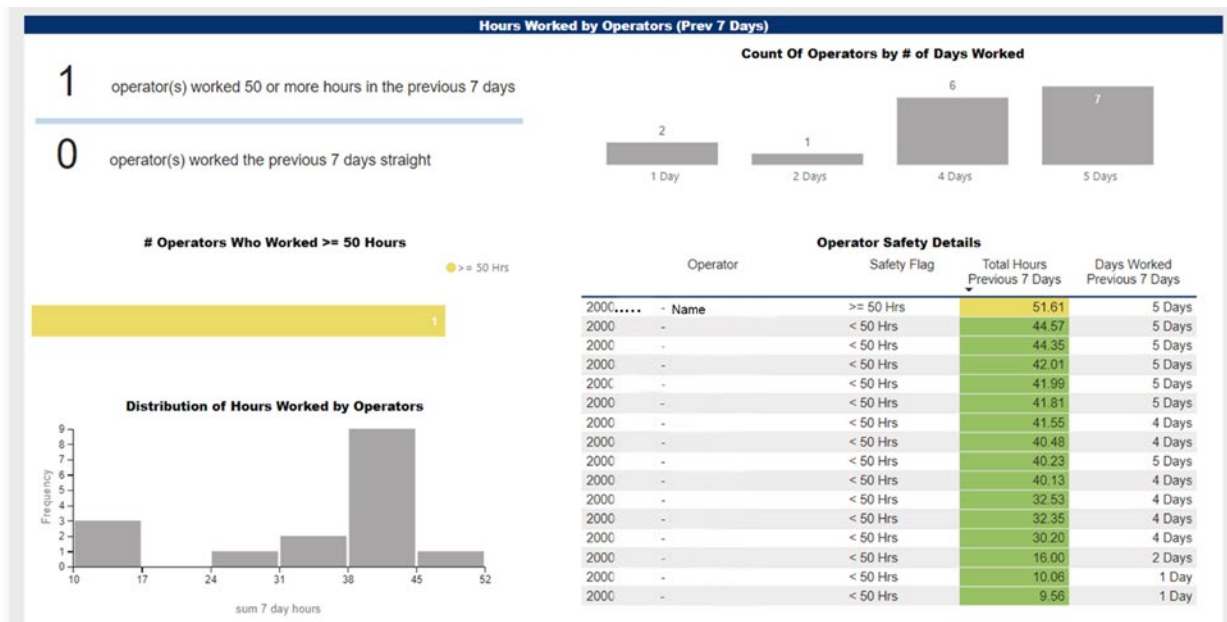 Hours Worked by Operators (Prev 7 Days)
1 operator(s) worked 50 or more hours in the previous 7 days
0 operator(s) worked the previous 7 days straight
Count Of Operators by # of Days Worked
2 1 6 7
1 Day 2 Days 4 Days 5 Days
# Operators Who Worked >= 50 Hours
>= 50 Hrs
1
Distribution of Hours Worked by Operators
Frequency
9
8
7
6
5
4
3
2
1
0
10 17 24 31 38 45 52
sum 7 day hours
Operator Safety Details
Operator Safety Flag Total Hours Days Worked
Previous 7 Days Previous 7 Days
2000..... - Name >= 50 Hrs 51.61 5 Days
2000 - < 50 Hrs 44.57 5 Days
2000 - < 50 Hrs 44.35 5 Days
2000 - < 50 Hrs 42.01 5 Days
2000 - < 50 Hrs 41.99 5 Days
2000 - < 50 Hrs 41.81 5 Days
2000 - < 50 Hrs 41.55 4 Days
2000 - < 50 Hrs 40.48 4 Days
2000 - < 50 Hrs 40.23 5 Days
2000 - < 50 Hrs 40.13 4 Days
2000 - < 50 Hrs 32.53 4 Days
2000 - < 50 Hrs 32.35 4 Days
2000 - < 50 Hrs 30.20 4 Days
2000 - < 50 Hrs 16.00 2 Days
2000 - < 50 Hrs 10.06 1 Day
2000 - < 50 Hrs 9.56 1 Day